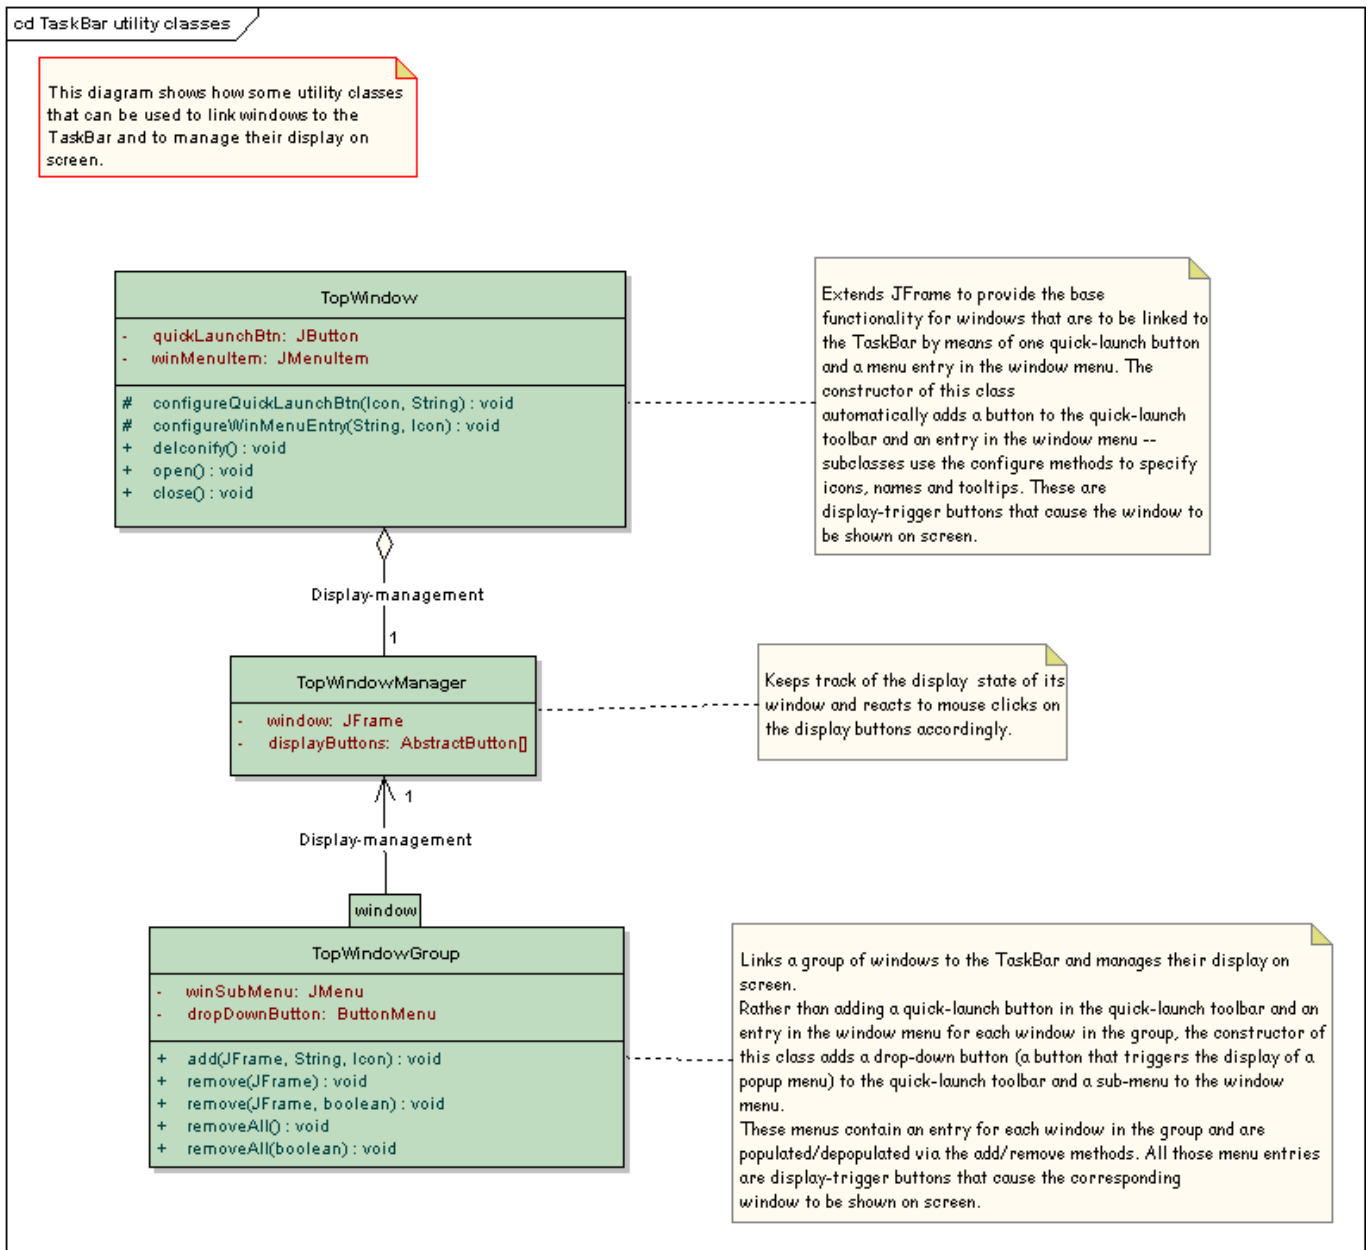 cd TaskBar utility classes
This diagram shows how some utility classes
that can be used to link windows to the
TaskBar and to manage their display on
screen.
TopWindow
- quickLaunchBtn: JButton
- winMenuItem: JMenuItem
# configureQuickLaunchBtn(Icon, String) : void
# configureWinMenuEntry(String, Icon) : void
+ deIconify() : void
+ open() : void
+ close() : void
Extends JFrame to provide the base
functionality for windows that are to be linked to
the TaskBar by means of one quick-launch button
and a menu entry in the window menu. The
constructor of this class
automatically adds a button to the quick-launch
toolbar and an entry in the window menu --
subclasses use the configure methods to specify
icons, names and tooltips. These are
display-trigger buttons that cause the window to
be shown on screen.
Display-management
1
TopWindowManager
- window: JFrame
- displayButtons: AbstractButton[]
Keeps track of the display state of its
window and reacts to mouse clicks on
the display buttons accordingly.
1
Display-management
window
TopWindowGroup
- winSubMenu: JMenu
- dropDownButton: ButtonMenu
+ add(JFrame, String, Icon) : void
+ remove(JFrame) : void
+ remove(JFrame, boolean) : void
+ removeAll() : void
+ removeAll(boolean) : void
Links a group of windows to the TaskBar and manages their display on
screen.
Rather than adding a quick-launch button in the quick-launch toolbar and an
entry in the window menu for each window in the group, the constructor of
this class adds a drop-down button (a button that triggers the display of a
popup menu) to the quick-launch toolbar and a sub-menu to the window
menu.
These menus contain an entry for each window in the group and are
populated/depopulated via the add/remove methods. All those menu entries
are display-trigger buttons that cause the corresponding
window to be shown on screen.